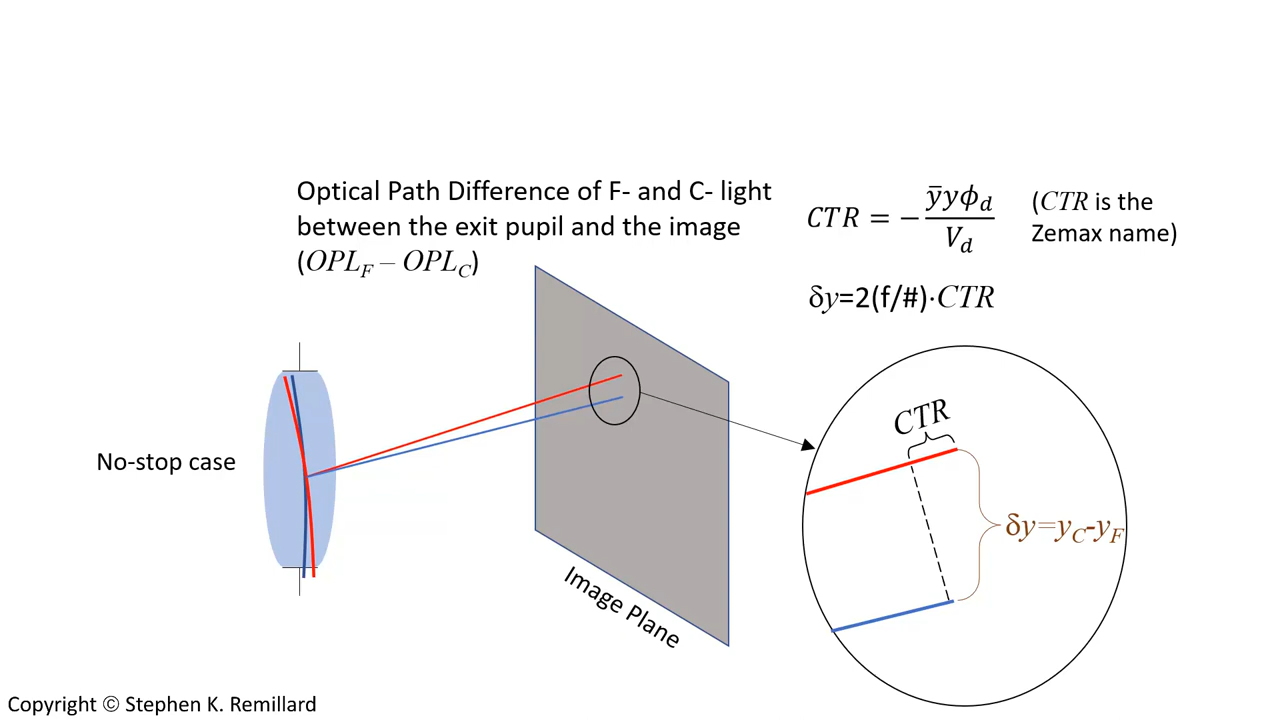 Optical Path Difference of F- and C- light
between the exit pupil and the image
(OPL_F – OPL_C)
CTR = −ȳyϕ_d/V_d
(CTR is the
Zemax name)
δy=2(f/#)·CTR
CTR
No-stop case
δy=y_C-y_F
Image Plane
Copyright © Stephen K. Remillard